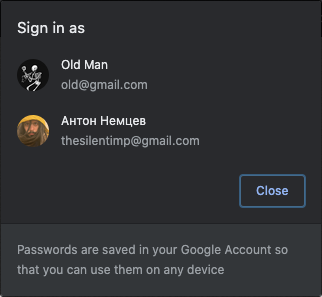 Sign in as
Old Man
old@gmail.com
Антон Немцев
thesilentimp@gmail.com
Close
Passwords are saved in your Google Account so
that you can use them on any device